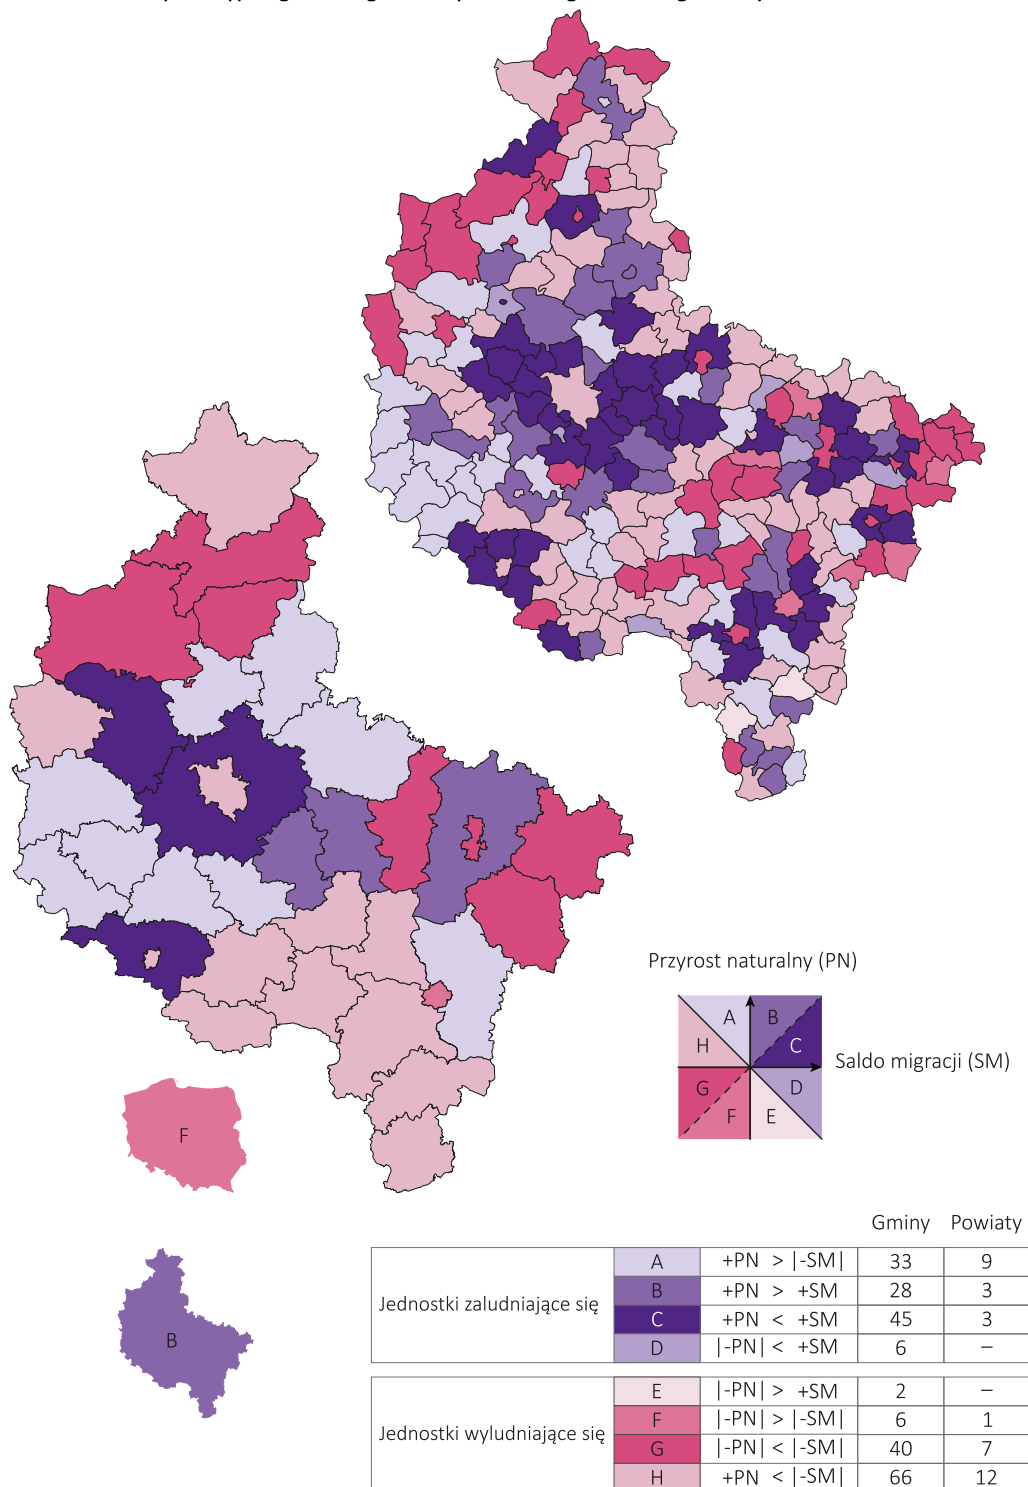 Przyrost naturalny (PN)
A
B
H
C
Saldo migracji (SM)
G
D
F
E
F
B
Gminy Powiaty
Jednostki zaludniające się
A +PN > |-SM| 33 9
B +PN > +SM 28 3
C +PN < +SM 45 3
D |-PN| < +SM 6 –
Jednostki wyludniające się
E |-PN| > +SM 2 –
F |-PN| > |-SM| 6 1
G |-PN| < |-SM| 40 7
H +PN < |-SM| 66 12